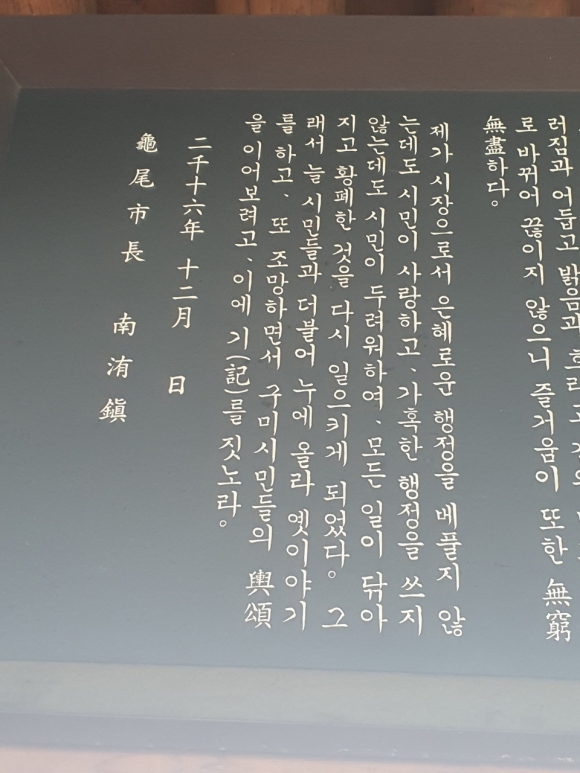 러짐과 어둡고 밝음과 흐리고
로 바뀌어 끊이지 않으니 즐거움이 또한 無窮
無盡하다。
제가 시장으로서 은혜로운 행정을 베풀지 않
는데도 시민이 사랑하고、가혹한 행정을 쓰지
않는데도 시민이 두려워하여、모든 일이 닦아
지고 황폐한 것을 다시 일으키게 되었다。그
래서 늘 시민들과 더불어 누에 올라 옛이야기
를 하고、또 조망하면서 구미시민들의 輿頌
을 이어보려고、이에 기(記)를 짓노라。
二千十六年 十二月 日
龜尾市長 南洧鎭